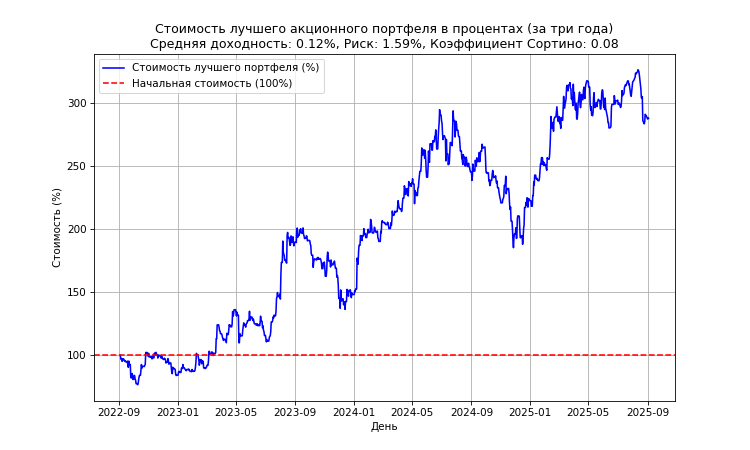 Стоимость лучшего акционного портфеля в процентах (за три года)
Средняя доходность: 0.12%, Риск: 1.59%, Коэффициент Сортино: 0.08
Стоимость лучшего портфеля (%)
Начальная стоимость (100%)
Стоимость (%)
300
250
200
150
100
2022-09 2023-01 2023-05 2023-09 2024-01 2024-05 2024-09 2025-01 2025-05 2025-09
День